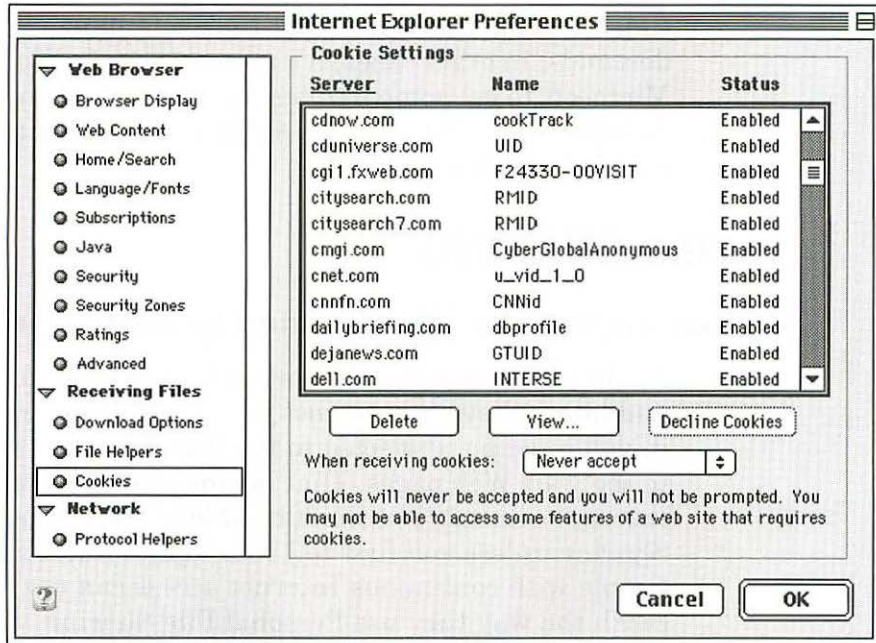 Internet Explorer Preferences
Web Browser
Browser Display
Web Content
Home/Search
Language/Fonts
Subscriptions
Java
Security
Security Zones
Ratings
Advanced
Receiving Files
Download Options
File Helpers
Cookies
Network
Protocol Helpers
Cookie Settings
Server Name Status
cdnow.com cookTrack Enabled
cduniverse.com UID Enabled
cgi1.fxweb.com F24330-00VISIT Enabled
citysearch.com RMID Enabled
citysearch7.com RMID Enabled
cmgi.com CyberGlobalAnonymous Enabled
cnet.com u_vid_1_0 Enabled
cnnfn.com CNNid Enabled
dailybriefing.com dbprofile Enabled
dejanews.com GTUID Enabled
dell.com INTERSE Enabled
Delete View... Decline Cookies
When receiving cookies: Never accept
Cookies will never be accepted and you will not be prompted. You
may not be able to access some features of a web site that requires
cookies.
?
Cancel OK